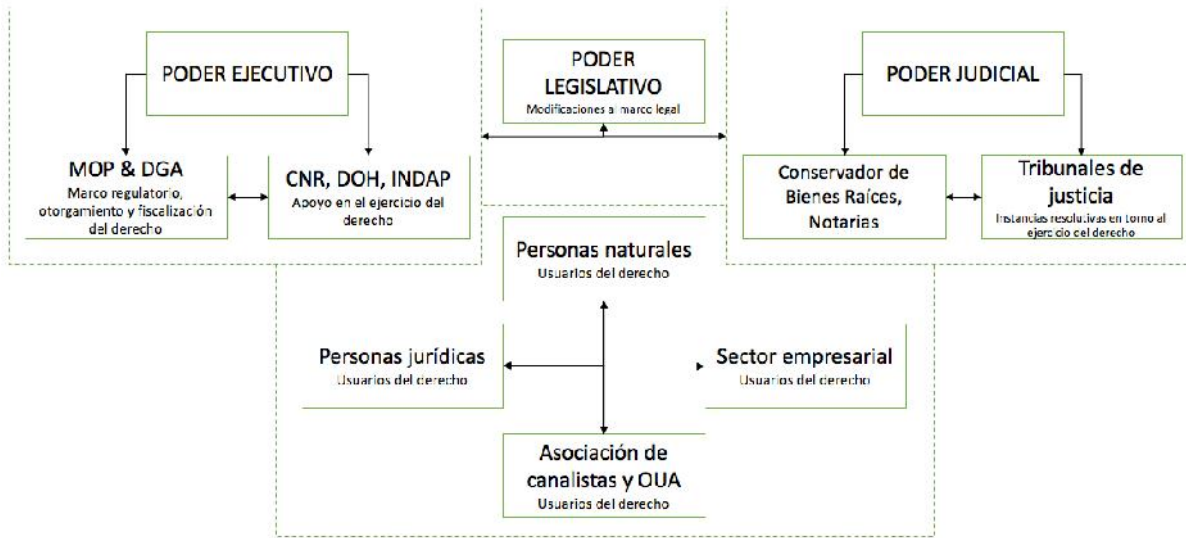 PODER EJECUTIVO
MOP & DGA
Marco regulatorio,
otorgamiento y fiscalización
del derecho
CNR, DOH, INDAP
Apoyo en el ejercicio del
derecho
PODER
LEGISLATIVO
Modificaciones al marco legal
PODER JUDICIAL
Conservador de
Bienes Raíces,
Notarias
Tribunales de
justicia
Instancias resolutivas en torno al
ejercicio del derecho
Personas naturales
Usuarios del derecho
Personas jurídicas
Usuarios del derecho
Sector empresarial
Usuarios del derecho
Asociación de
canalistas y OUA
Usuarios del derecho